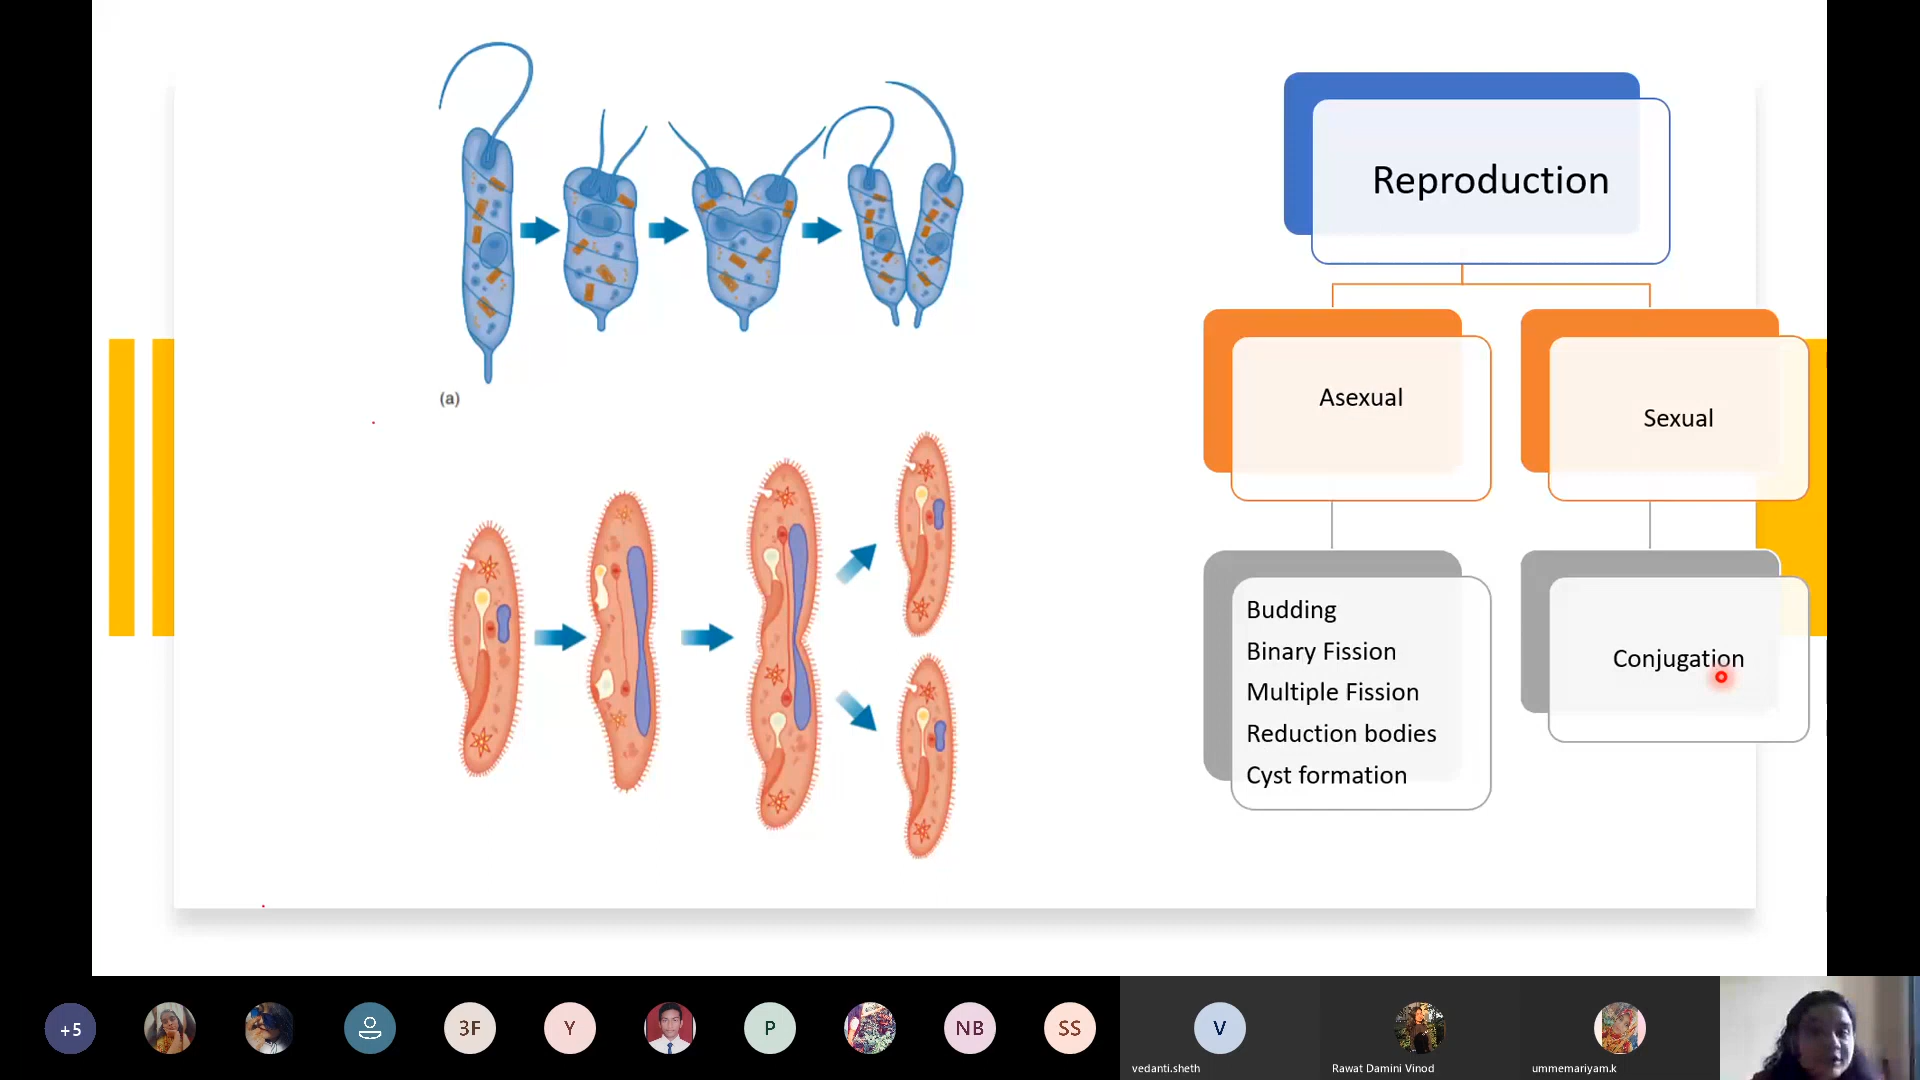 (a)
Reproduction
Asexual
Sexual
Budding
Binary Fission
Multiple Fission
Reduction bodies
Cyst formation
Conjugation
+5
3F
Y
P
NB
SS
V
vedanti.sheth
Rawat Damini Vinod
ummemariyam.k